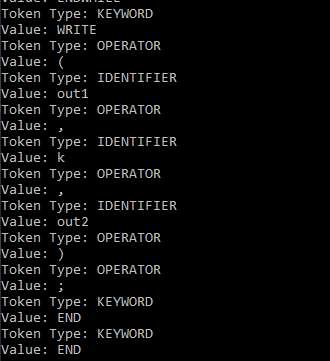 Value: ENDWHILE
Token Type: KEYWORD
Value: WRITE
Token Type: OPERATOR
Value: (
Token Type: IDENTIFIER
Value: out1
Token Type: OPERATOR
Value: ,
Token Type: IDENTIFIER
Value: k
Token Type: OPERATOR
Value: ,
Token Type: IDENTIFIER
Value: out2
Token Type: OPERATOR
Value: )
Token Type: OPERATOR
Value: ;
Token Type: KEYWORD
Value: END
Token Type: KEYWORD
Value: END